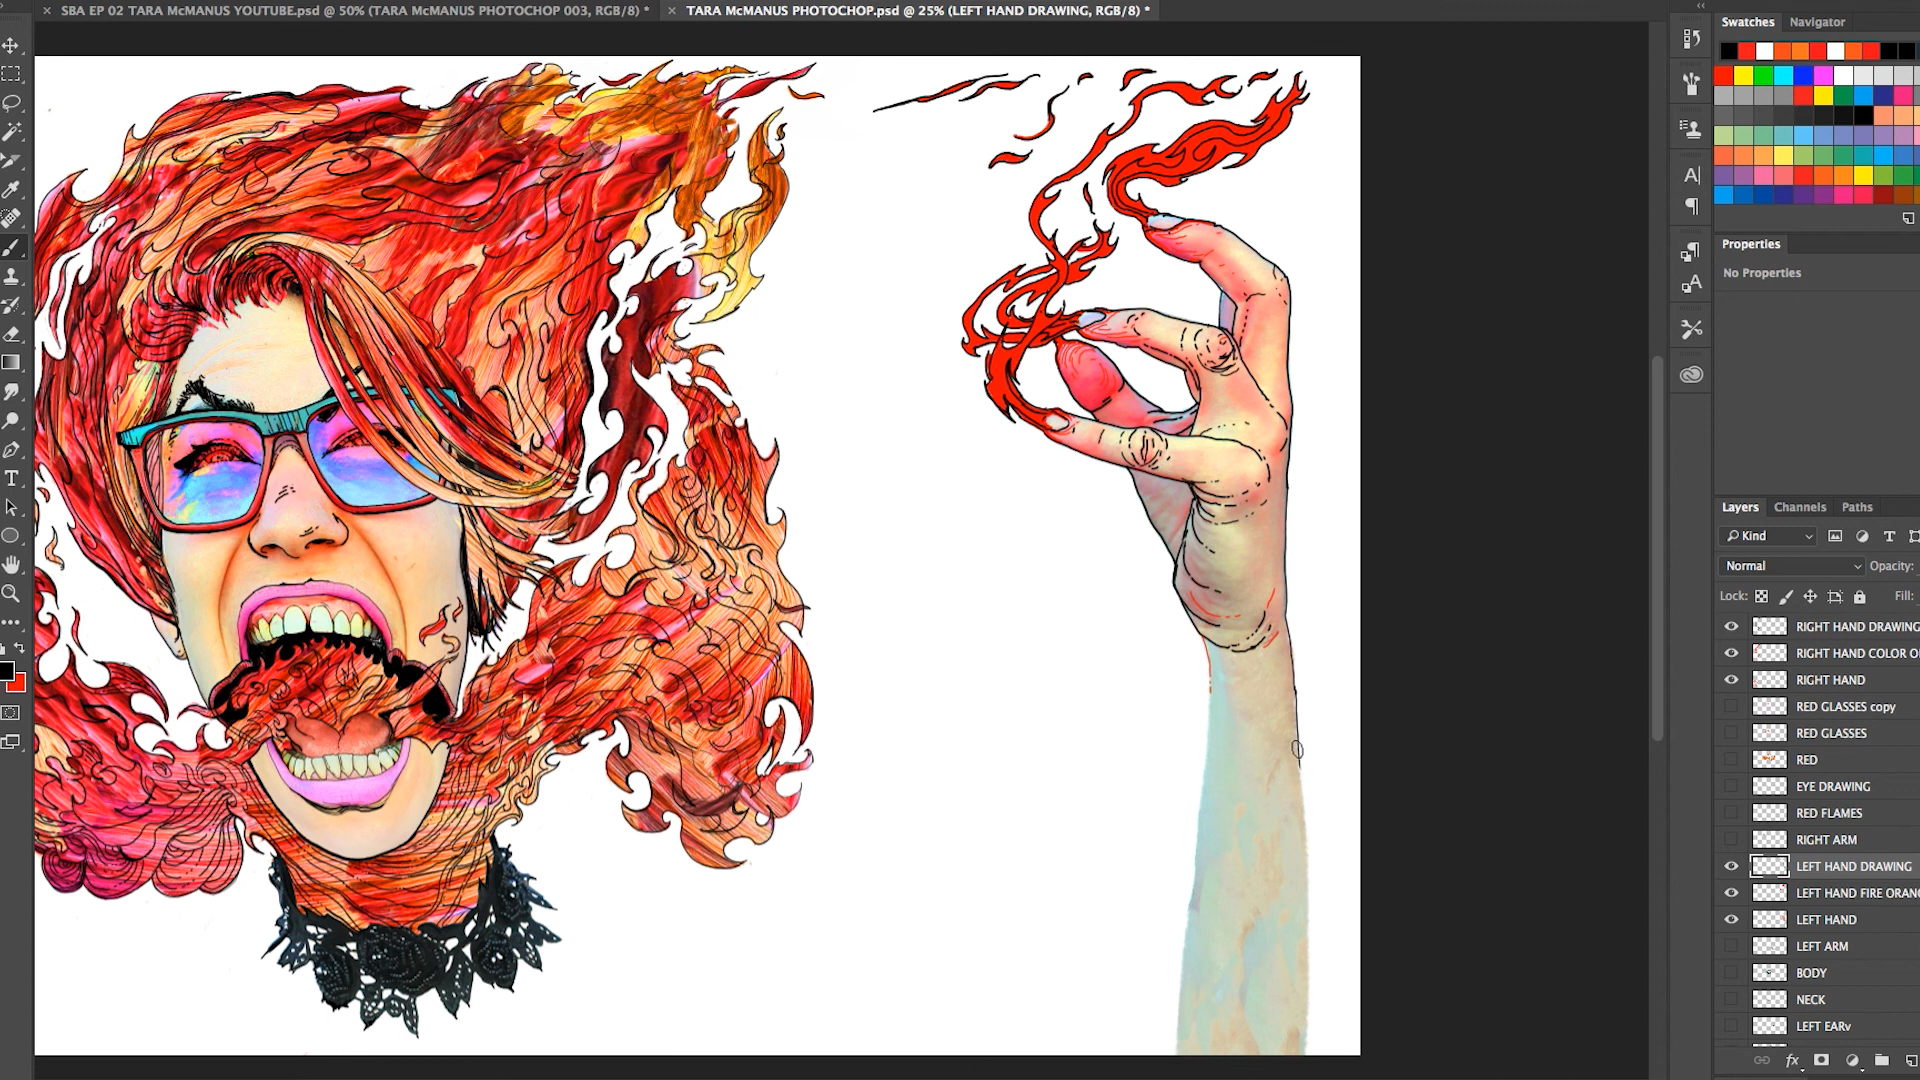 SBA EP 02 TARA McMANUS YOUTUBE.psd @ 50% (TARA McMANUS PHOTOCHOP 003, RGB/8) *
TARA McMANUS PHOTOCHOP.psd @ 25% (LEFT HAND DRAWING, RGB/8) *
Swatches
Navigator
Properties
No Properties
Layers
Channels
Paths
Kind
Normal
Opacity:
Lock:
Fill:
RIGHT HAND DRAWING
RIGHT HAND COLOR O
RIGHT HAND
RED GLASSES copy
RED GLASSES
RED
EYE DRAWING
RED FLAMES
RIGHT ARM
LEFT HAND DRAWING
LEFT HAND FIRE ORAN
LEFT HAND
LEFT ARM
BODY
NECK
LEFT EARv
fx